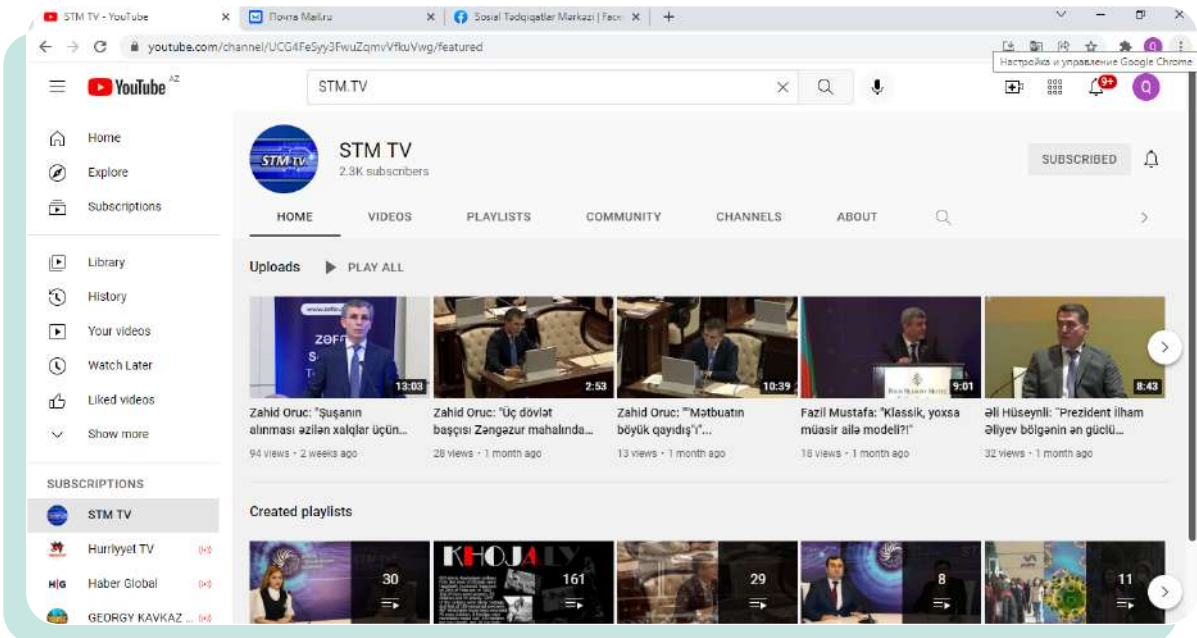 STM TV - YouTube
Почта Mail.ru
Sosial Tədqiqatlar Mərkəzi | Face
youtube.com/channel/UCG4FeSyy3FwuZqmvVfkuVwg/featured
Настройка и управление Google Chrome
YouTube AZ
STM.TV
9+
Q
Home
Explore
Subscriptions
Library
History
Your videos
Watch Later
Liked videos
Show more
SUBSCRIPTIONS
STM TV
Hurriyyet TV
H|G Haber Global
GEORGY KAVKAZ ...
STM TV
STM TV
2.3K subscribers
SUBSCRIBED
HOME VIDEOS PLAYLISTS COMMUNITY CHANNELS ABOUT
Uploads PLAY ALL
13:03
2:53
10:39
9:01
8:43
Zahid Oruc: "Şuşanın
alınması əzilən xalqlar üçün...
94 views • 2 weeks ago
Zahid Oruc: "Üç dövlət
başçısı Zəngəzur mahalında...
28 views • 1 month ago
Zahid Oruc: ""Mətbuatın
böyük qayıdış"ı"...
13 views • 1 month ago
Fazil Mustafa: "Klassik, yoxsa
müasir ailə modeli?!"
18 views • 1 month ago
Əli Hüseynli: "Prezident İlham
Əliyev bölgənin ən güclü...
32 views • 1 month ago
Created playlists
30
KHOJALY
161
29
8
11